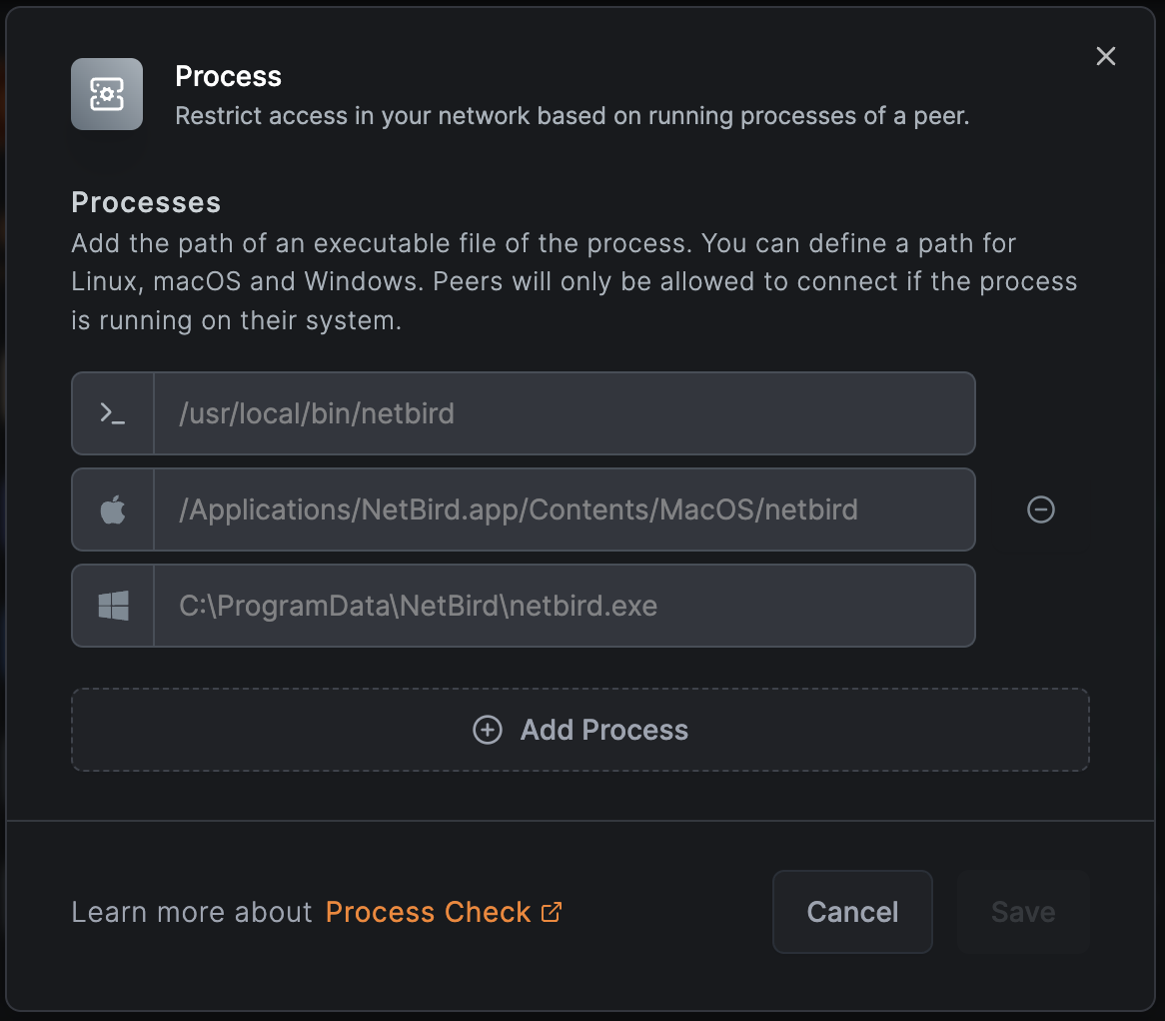 Process
Restrict access in your network based on running processes of a peer.
Processes
Add the path of an executable file of the process. You can define a path for
Linux, macOS and Windows. Peers will only be allowed to connect if the process
is running on their system.
/usr/local/bin/netbird
/Applications/NetBird.app/Contents/MacOS/netbird
C:\ProgramData\NetBird\netbird.exe
Add Process
Learn more about Process Check
Cancel
Save